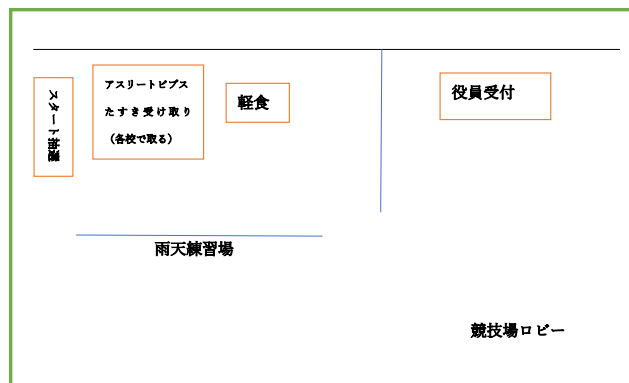 スタート
アスリートビブス
たすき受け取り
（各校で取る）
軽食
役員受付
雨天練習場
競技場ロビー